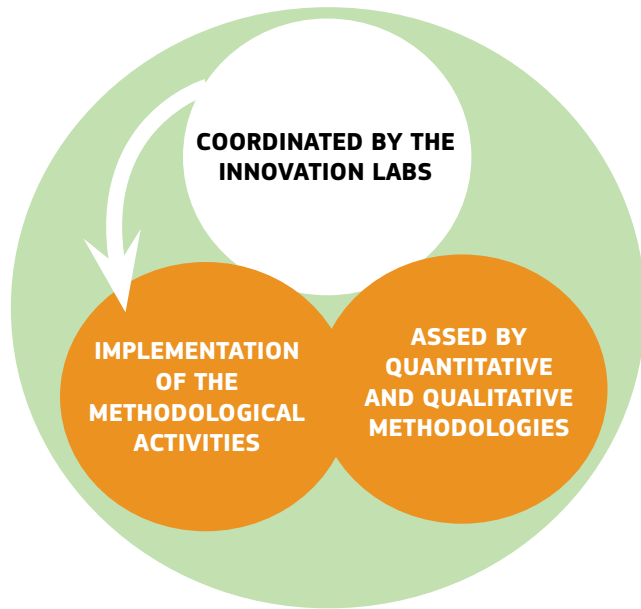 COORDINATED BY THE
INNOVATION LABS
IMPLEMENTATION
OF THE
METHODOLOGICAL
ACTIVITIES
ASSED BY
QUANTITATIVE
AND QUALITATIVE
METHODOLOGIES